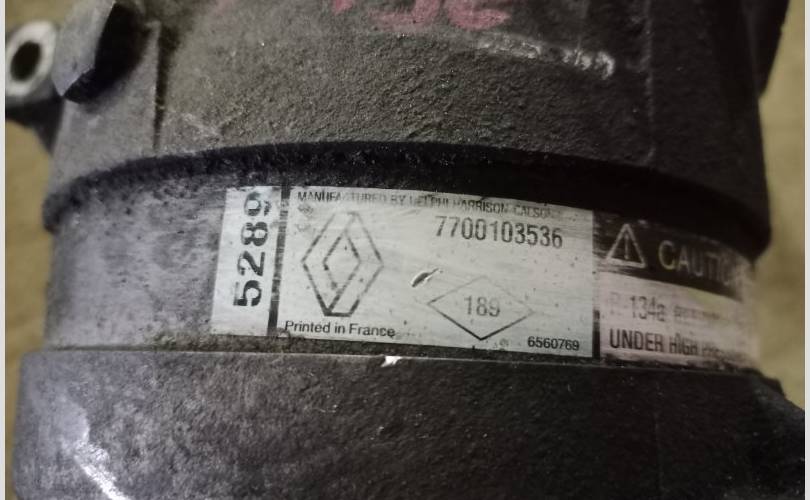 5289
MANUFACTURED BY DELPHI HARRISON CALSONIC
7700103536
189
Printed in France
6560769
CAUTION
R-134a
UNDER HIGH